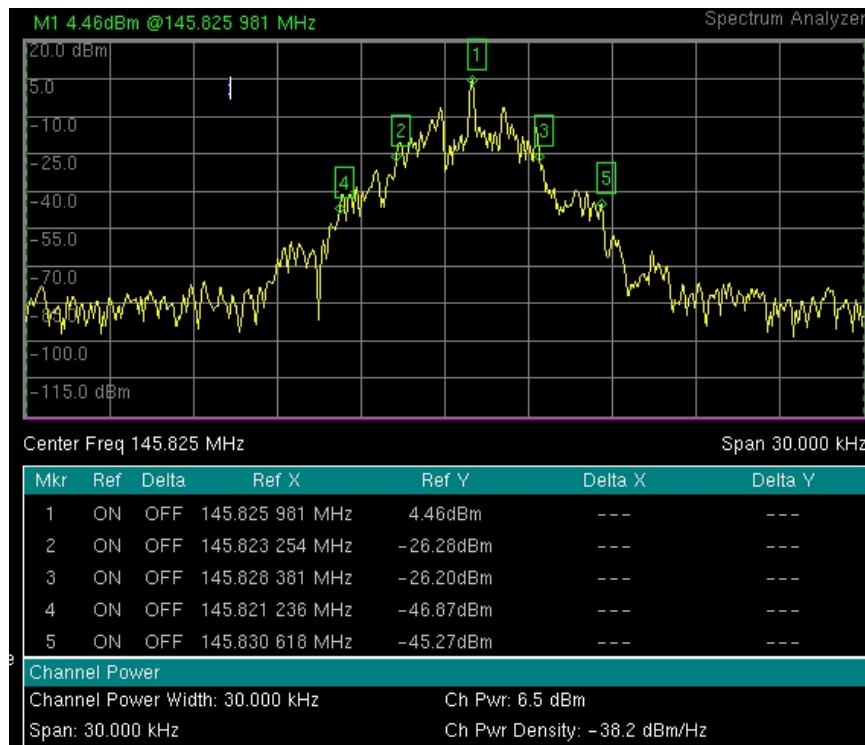 M1 4.46dBm @145.825 981 MHz Spectrum Analyzer
20.0 dBm
1
5.0
-10.0
2 3
-25.0
4 5
-40.0
-55.0
-70.0
-100.0
-115.0 dBm
Center Freq 145.825 MHz Span 30.000 kHz
Mkr Ref Delta Ref X Ref Y Delta X Delta Y
1 ON OFF 145.825 981 MHz 4.46dBm --- ---
2 ON OFF 145.823 254 MHz -26.28dBm --- ---
3 ON OFF 145.828 381 MHz -26.20dBm --- ---
4 ON OFF 145.821 236 MHz -46.87dBm --- ---
5 ON OFF 145.830 618 MHz -45.27dBm --- ---
Channel Power
Channel Power Width: 30.000 kHz Ch Pwr: 6.5 dBm
Span: 30.000 kHz Ch Pwr Density: -38.2 dBm/Hz